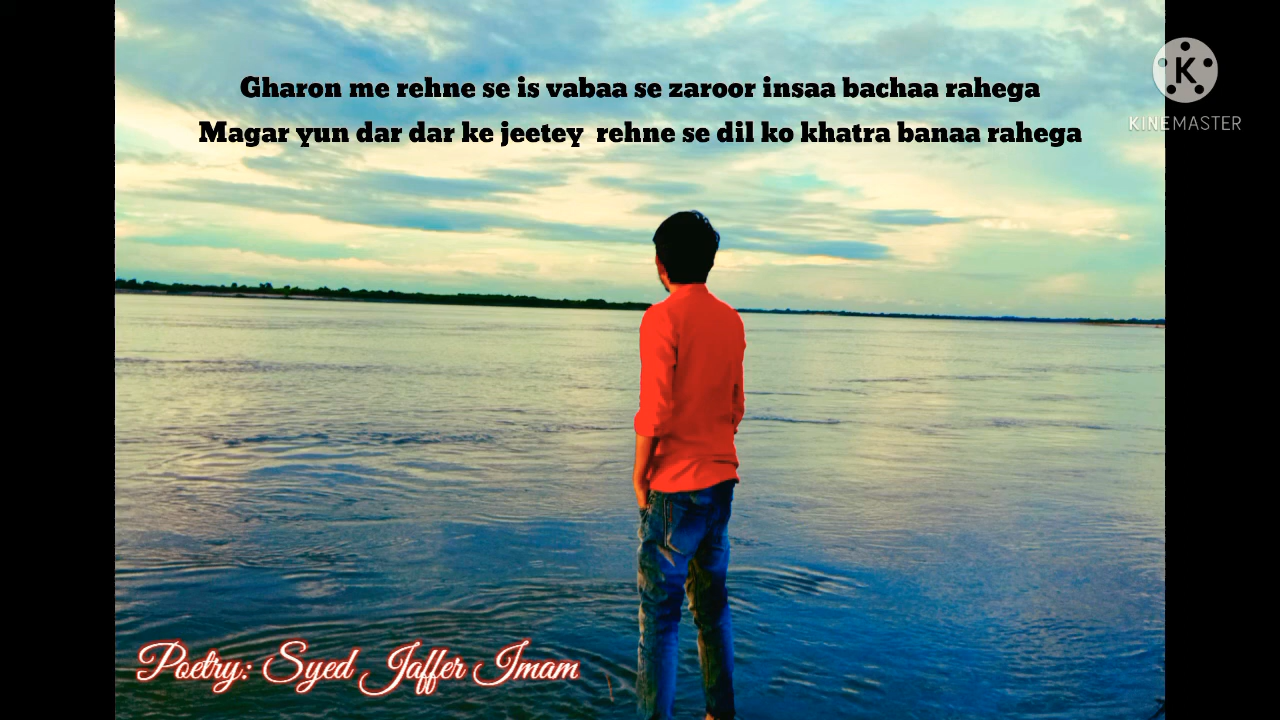 Gharon me rehne se is vabaa se zaroor insaa bachaa rahega
Magar yun dar dar ke jeetey rehne se dil ko khatra banaa rahega
K
KINEMASTER
Poetry: Syed Jaffer Imam